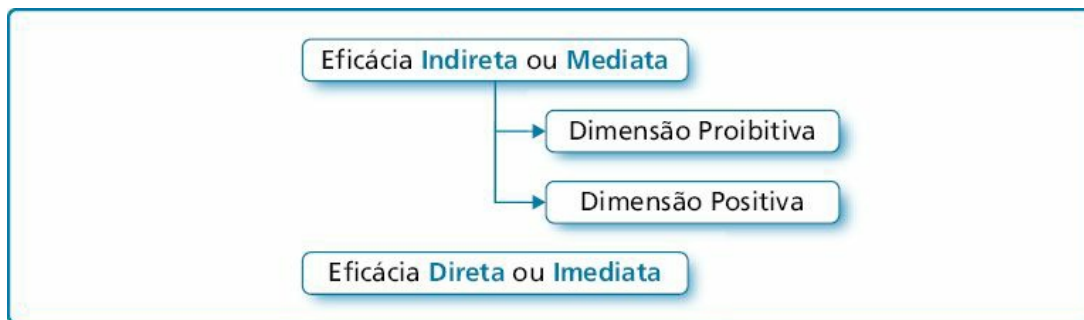 Eficácia Indireta ou Mediata
Dimensão Proibitiva
Dimensão Positiva
Eficácia Direta ou Imediata